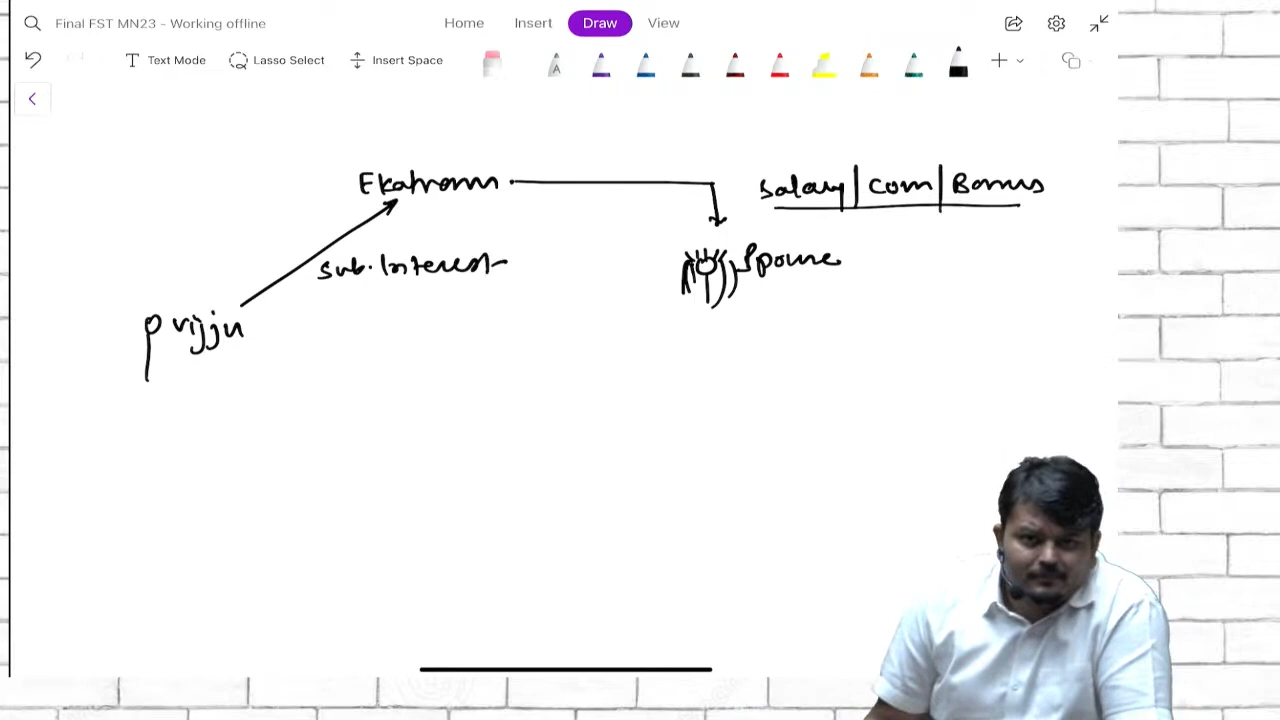 Final FST MN23 - Working offline
Home Insert Draw View
Text Mode Lasso Select Insert Space
Ekatvam
Salary | Com | Bonus
Sub. Interest
Spouse
Prijju